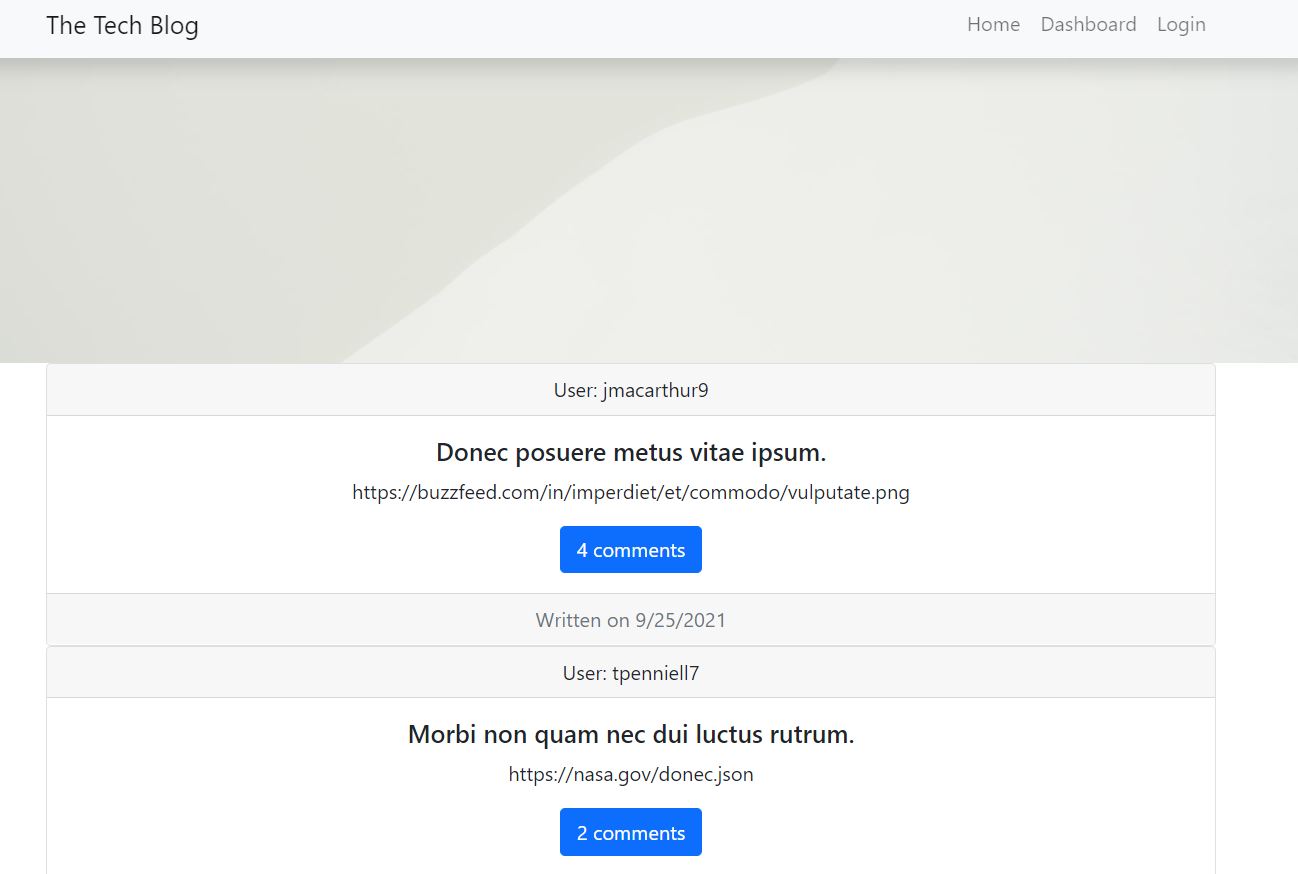 The Tech Blog
Home Dashboard Login
User: jmacarthur9
Donec posuere metus vitae ipsum.
https://buzzfeed.com/in/imperdiet/et/commodo/vulputate.png
4 comments
Written on 9/25/2021
User: tpenniell7
Morbi non quam nec dui luctus rutrum.
https://nasa.gov/donec.json
2 comments